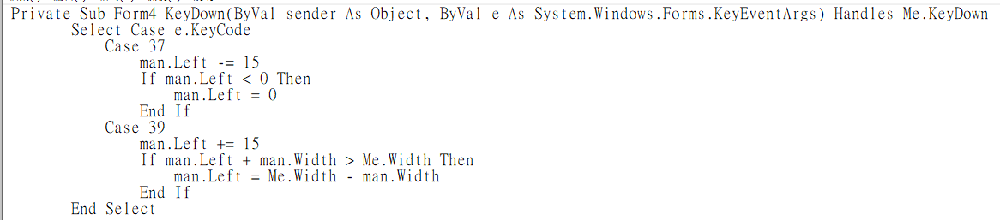 Private Sub Form4_KeyDown(ByVal sender As Object, ByVal e As System.Windows.Forms.KeyEventArgs) Handles Me.KeyDown
Select Case e.KeyCode
Case 37
man.Left -= 15
If man.Left < 0 Then
man.Left = 0
End If
Case 39
man.Left += 15
If man.Left + man.Width > Me.Width Then
man.Left = Me.Width - man.Width
End If
End Select